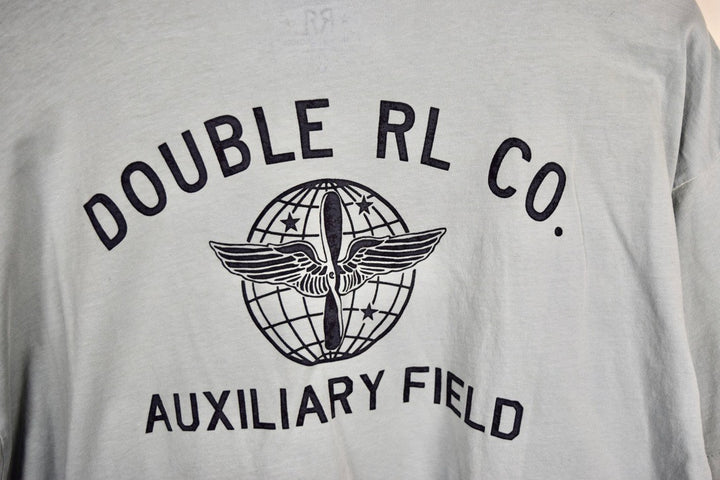 DOUBLE RL CO.
AUXILIARY FIELD